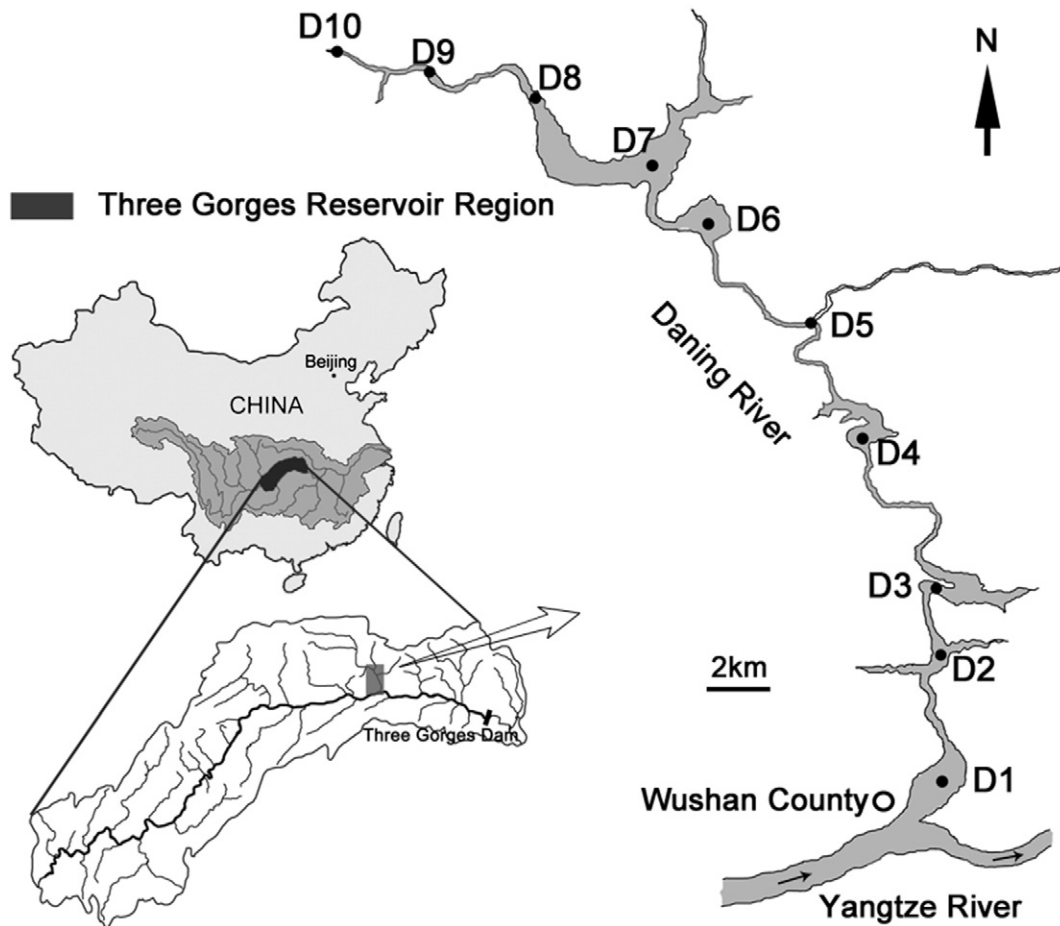 D10
D9
D8
N
D7
Three Gorges Reservoir Region
D6
D5
Daning River
Beijing
CHINA
D4
D3
2km
D2
Three Gorges Dam
D1
Wushan County
Yangtze River